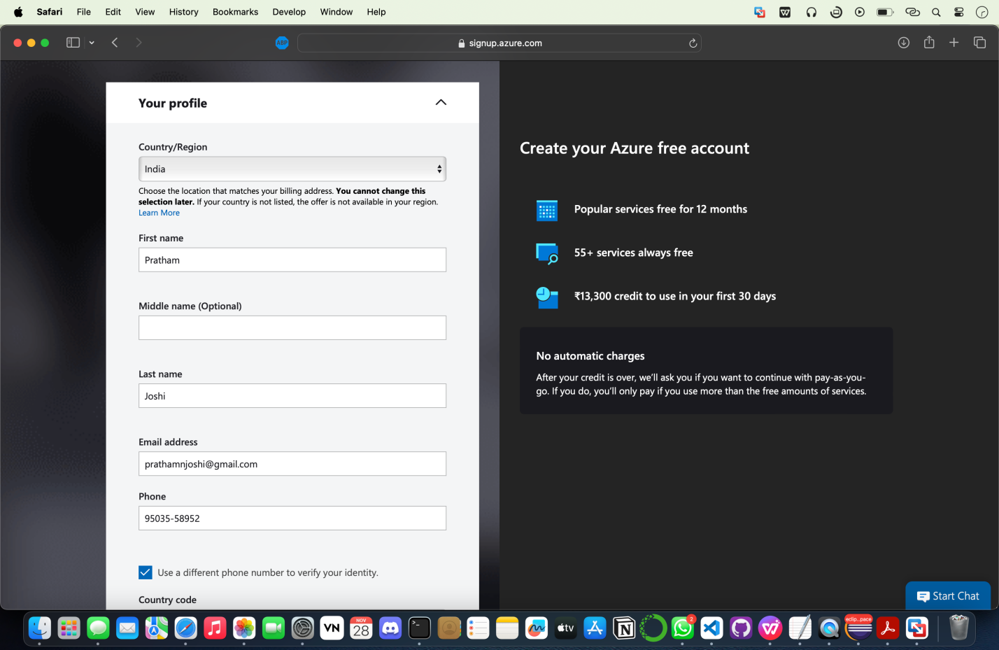 Safari File Edit View History Bookmarks Develop Window Help
ABP
signup.azure.com
Your profile
Country/Region
India
Choose the location that matches your billing address. You cannot change this
selection later. If your country is not listed, the offer is not available in your region.
Learn More
First name
Pratham
Middle name (Optional)
Last name
Joshi
Email address
prathamnjoshi@gmail.com
Phone
95035-58952
Use a different phone number to verify your identity.
Country code
Create your Azure free account
Popular services free for 12 months
55+ services always free
₹13,300 credit to use in your first 30 days
No automatic charges
After your credit is over, we'll ask you if you want to continue with pay-as-you-
go. If you do, you'll only pay if you use more than the free amounts of services.
Start Chat
VN
NOV
28
tv
2
eclip...pace